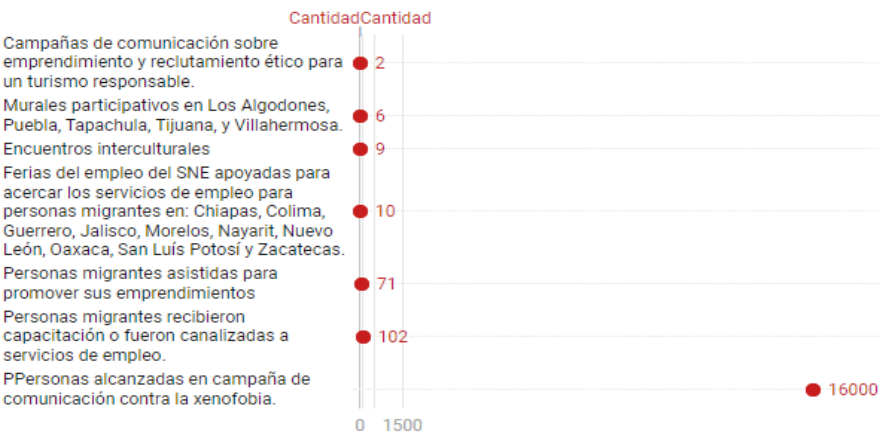 CantidadCantidad
Campañas de comunicación sobre
emprendimiento y reclutamiento ético para
un turismo responsable.
2
Murales participativos en Los Algodones,
Puebla, Tapachula, Tijuana, y Villahermosa.
6
Encuentros interculturales
9
Ferias del empleo del SNE apoyadas para
acercar los servicios de empleo para
personas migrantes en: Chiapas, Colima,
Guerrero, Jalisco, Morelos, Nayarit, Nuevo
León, Oaxaca, San Luís Potosí y Zacatecas.
10
Personas migrantes asistidas para
promover sus emprendimientos
71
Personas migrantes recibieron
capacitación o fueron canalizadas a
servicios de empleo.
102
PPersonas alcanzadas en campaña de
comunicación contra la xenofobia.
16000
0 1500